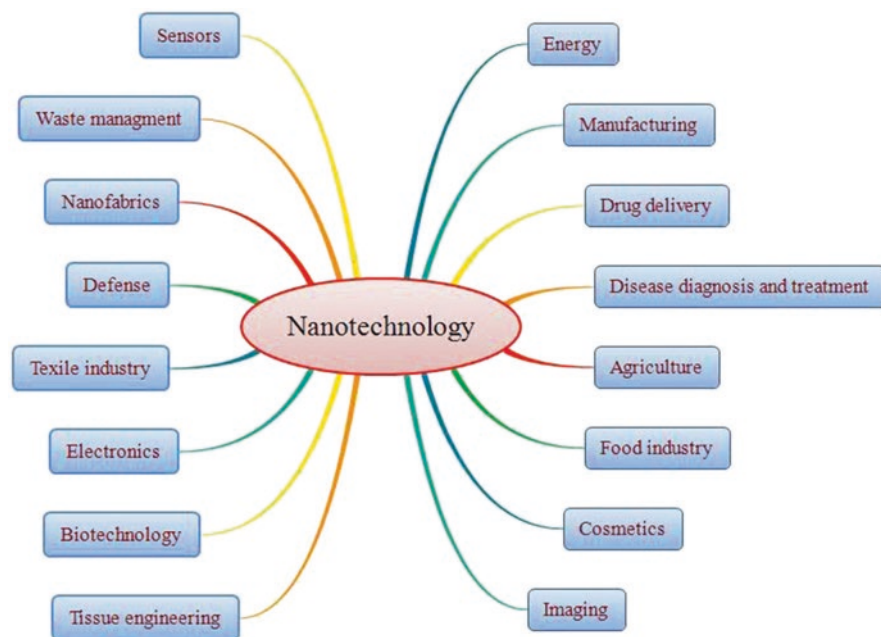 Sensors
Waste managment
Nanofabrics
Defense
Texile industry
Electronics
Biotechnology
Tissue engineering
Nanotechnology
Energy
Manufacturing
Drug delivery
Disease diagnosis and treatment
Agriculture
Food industry
Cosmetics
Imaging